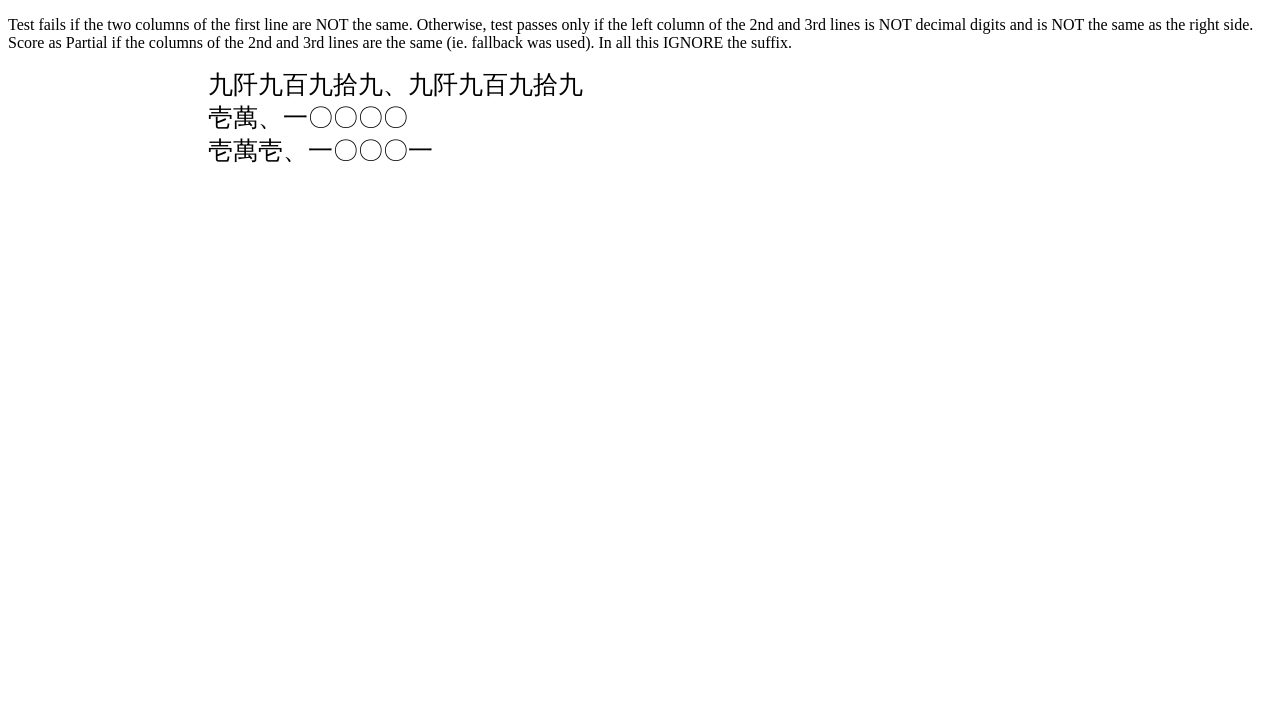 Test fails if the two columns of the first line are NOT the same. Otherwise, test passes only if the left column of the 2nd and 3rd lines is NOT decimal digits and is NOT the same as the right side.
Score as Partial if the columns of the 2nd and 3rd lines are the same (ie. fallback was used). In all this IGNORE the suffix.
九阡九百九拾九、九阡九百九拾九
壱萬、一〇〇〇〇
壱萬壱、一〇〇〇一